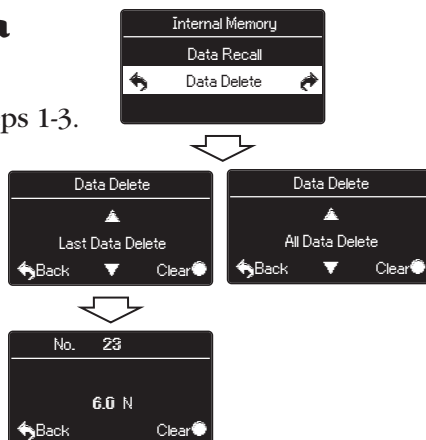 a
ps 1-3.
Internal Memory
Data Recall
Data Delete
Data Delete
Last Data Delete
Back Clear
Data Delete
All Data Delete
Back Clear
No. 23
6.0 N
Back Clear